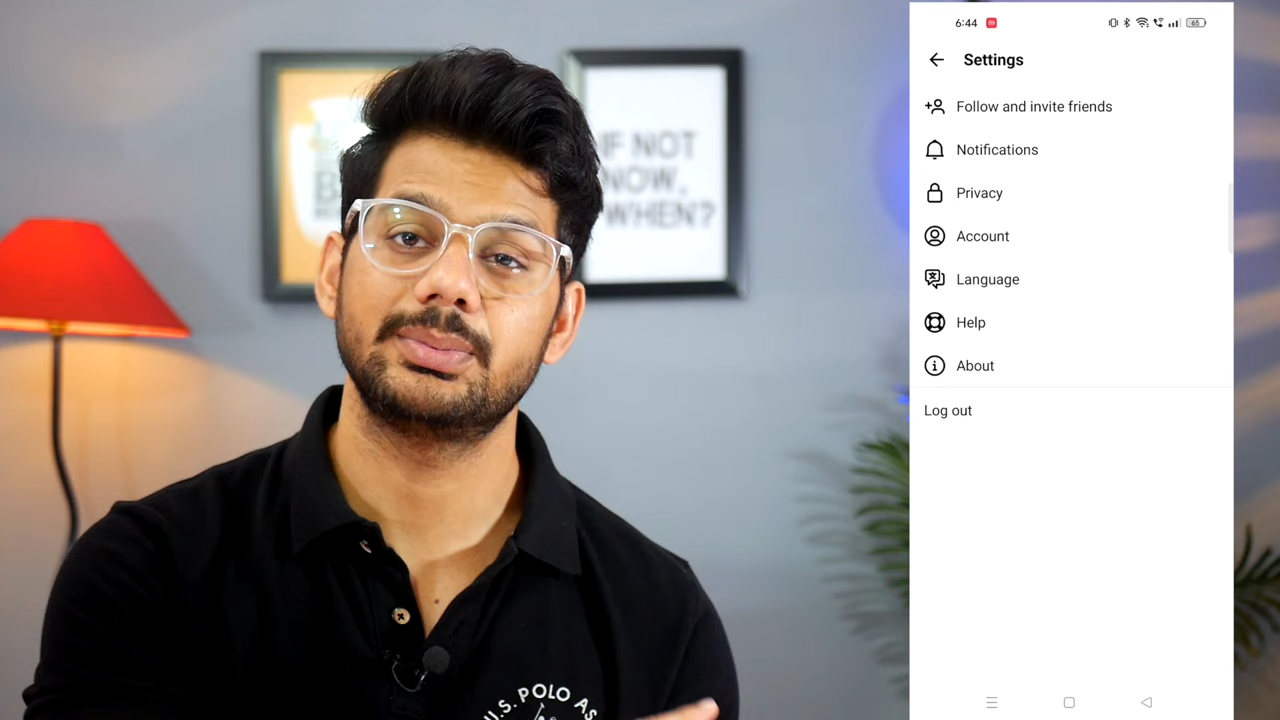 IF NOT
NOW,
WHEN?
U.S. POLO AS
6:44
65
Settings
Follow and invite friends
Notifications
Privacy
Account
Language
Help
About
Log out